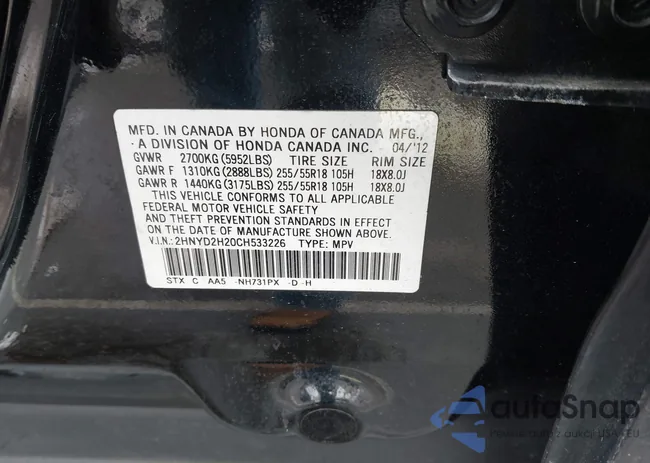 MFD. IN CANADA BY HONDA OF CANADA MFG.,
A DIVISION OF HONDA CANADA INC. 04/'12
GVWR 2700KG(5952LBS) TIRE SIZE RIM SIZE
GAWR F 1310KG(2888LBS) 255/55R18 105H 18X8.0J
GAWR R 1440KG(3175LBS) 255/55R18 105H 18X8.0J
THIS VEHICLE CONFORMS TO ALL APPLICABLE
FEDERAL MOTOR VEHICLE SAFETY
AND THEFT PREVENTION STANDARDS IN EFFECT
ON THE DATE OF MANUFACTURE SHOWN ABOVE.
V.I.N.: 2HNYD2H20CH533226 TYPE: MPV
STX C AA5 -NH731PX -D -H
autoSnap